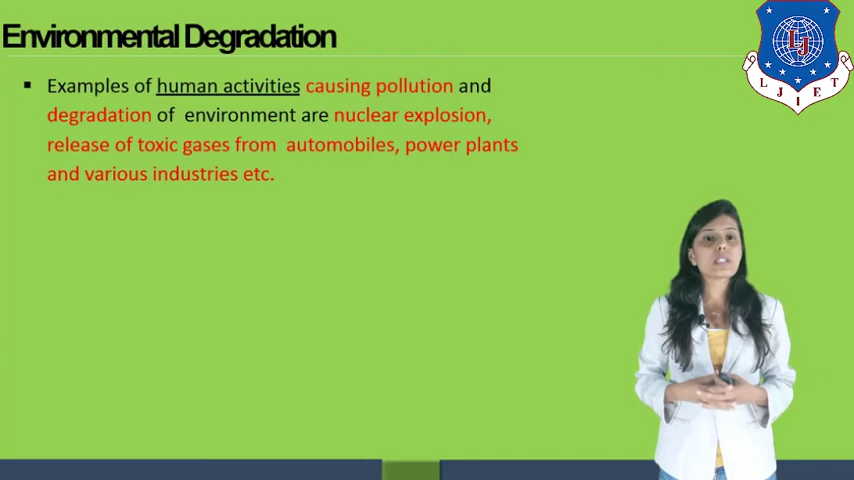 Environmental Degradation
▪ Examples of human activities causing pollution and
degradation of environment are nuclear explosion,
release of toxic gases from automobiles, power plants
and various industries etc.
LJ
L J I E T